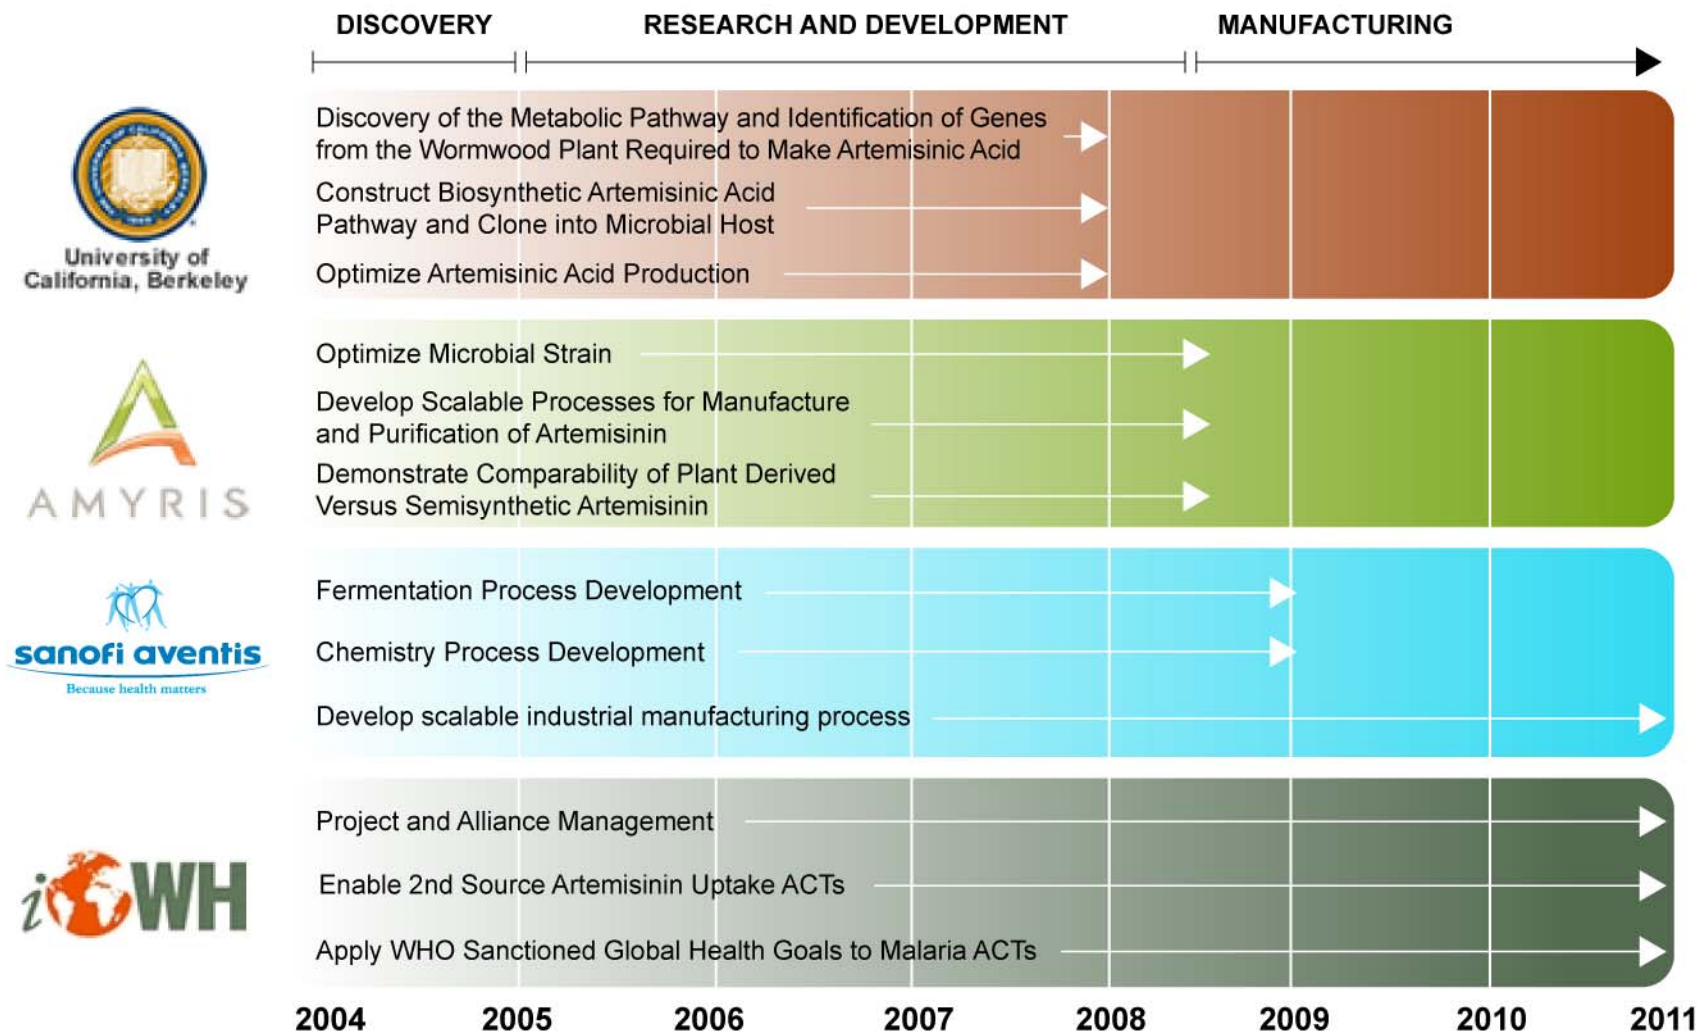 DISCOVERY
RESEARCH AND DEVELOPMENT
MANUFACTURING
Discovery of the Metabolic Pathway and Identification of Genes
from the Wormwood Plant Required to Make Artemisinic Acid
Construct Biosynthetic Artemisinic Acid
Pathway and Clone into Microbial Host
Optimize Artemisinic Acid Production
University of
California, Berkeley
Optimize Microbial Strain
Develop Scalable Processes for Manufacture
and Purification of Artemisinin
Demonstrate Comparability of Plant Derived
Versus Semisynthetic Artemisinin
AMYRIS
Fermentation Process Development
Chemistry Process Development
Develop scalable industrial manufacturing process
sanofi aventis
Because health matters
Project and Alliance Management
Enable 2nd Source Artemisinin Uptake ACTs
Apply WHO Sanctioned Global Health Goals to Malaria ACTs
iOWH
2004 2005 2006 2007 2008 2009 2010 2011